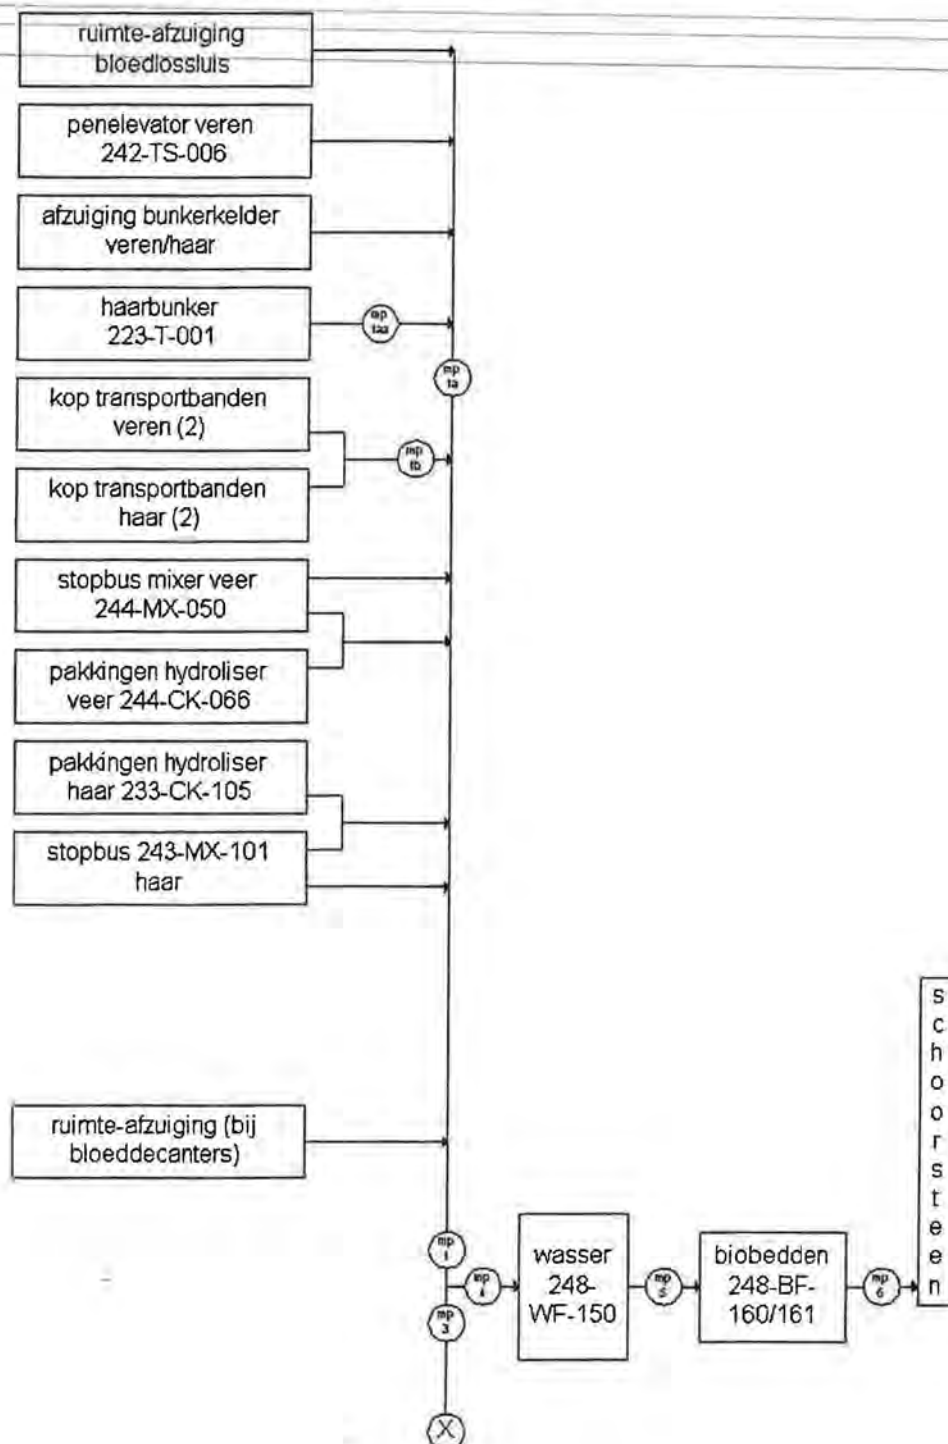 ruimte-afzuiging
bloedlossluis
penelevator veren
242-TS-006
afzuiging bunkerkelder
veren/haar
haarbunker
223-T-001
mp
1aa
mp
1a
kop transportbanden
veren (2)
mp
1b
kop transportbanden
haar (2)
stopbus mixer veer
244-MX-050
pakkingen hydroliser
veer 244-CK-066
pakkingen hydroliser
haar 233-CK-105
stopbus 243-MX-101
haar
ruimte-afzuiging (bij
bloeddecanters)
mp
1
mp
3
X
mp
4
wasser
248-
WF-150
mp
5
biobedden
248-BF-
160/161
mp
6
schoorsteen